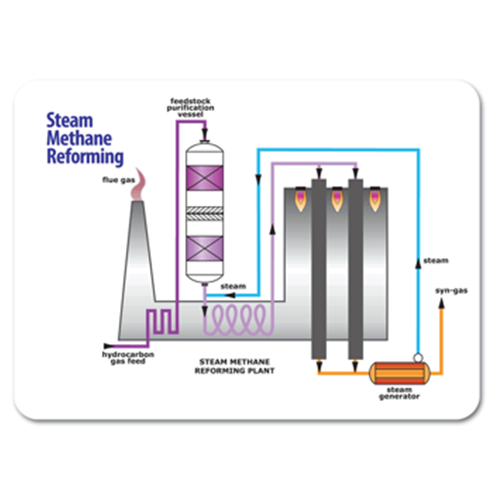 feedstock
purification
vessel
Steam
Methane
Reforming
flue gas
steam
steam
syn-gas
hydrocarbon
gas feed
STEAM METHANE
REFORMING PLANT
steam
generator